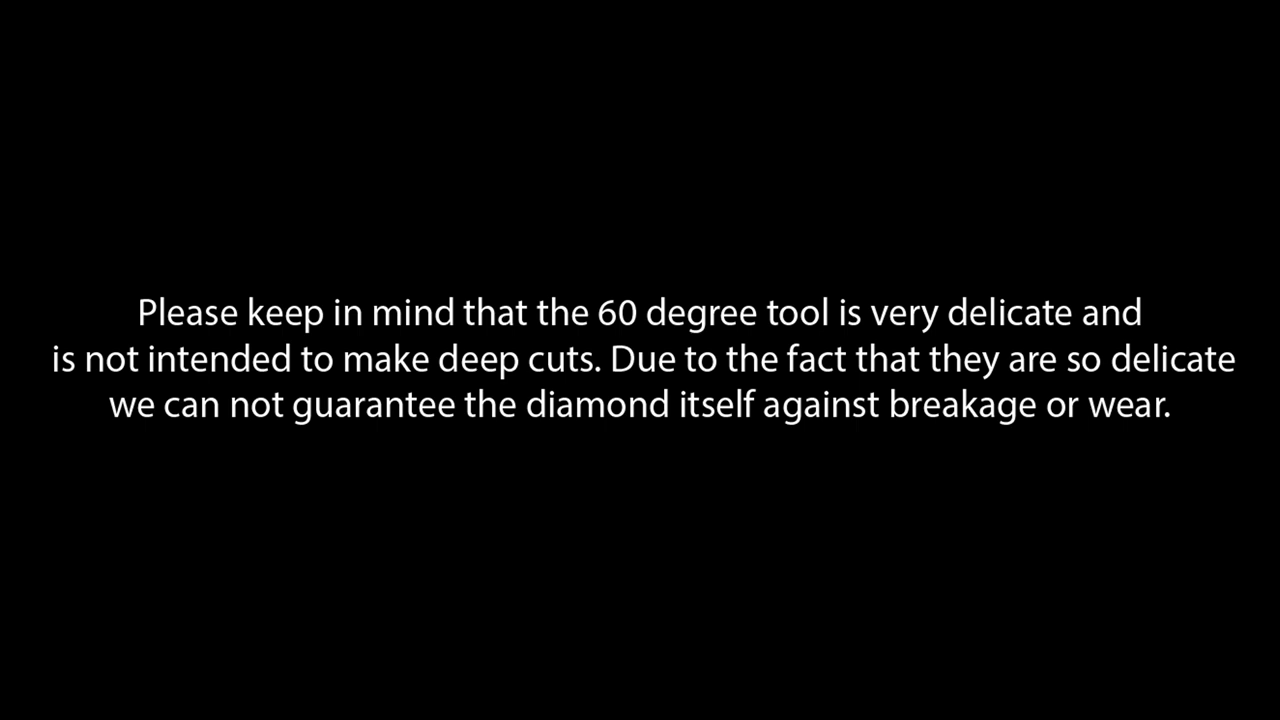 Please keep in mind that the 60 degree tool is very delicate and
is not intended to make deep cuts. Due to the fact that they are so delicate
we can not guarantee the diamond itself against breakage or wear.